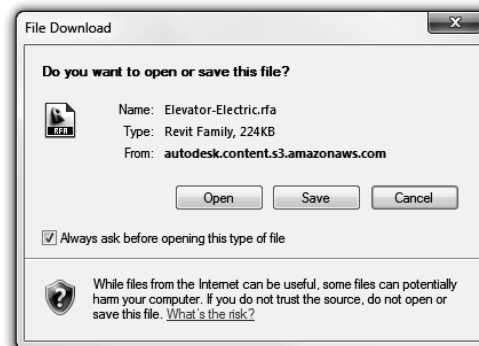 File Download
X
Do you want to open or save this file?
RFA
Name: Elevator-Electric.rfa
Type: Revit Family, 224KB
From: autodesk.content.s3.amazonaws.com
Open Save Cancel
Always ask before opening this type of file
While files from the Internet can be useful, some files can potentially
harm your computer. If you do not trust the source, do not open or
save this file. What's the risk?